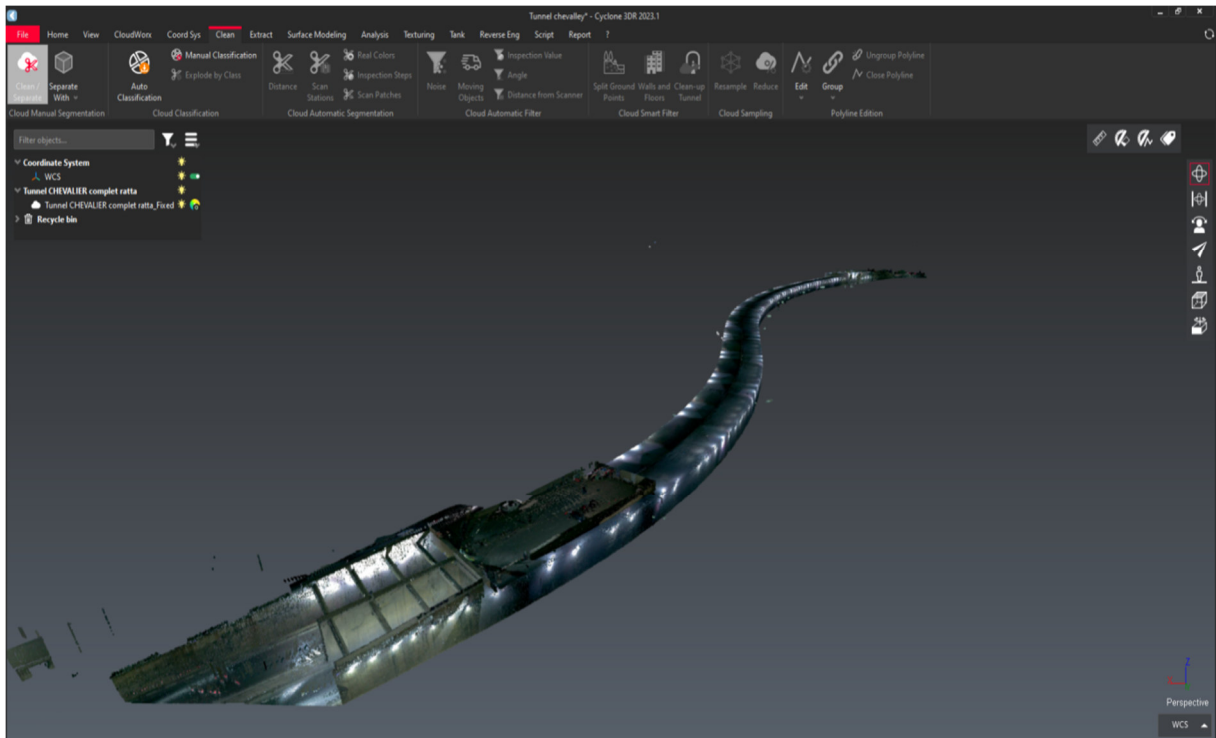 Tunnel chevalley* - Cyclone 3DR 2023.1
File Home View CloudWorx Coord Sys Clean Extract Surface Modeling Analysis Texturing Tank Reverse Eng Script Report ?
Clean / Separate
Separate With
Auto Classification
Manual Classification
Explode by Class
Distance
Scan Stations
Real Colors
Inspection Steps
Scan Patches
Noise
Moving Objects
Inspection Value
Angle
Distance from Scanner
Split Ground Points
Walls and Floors
Clean-up Tunnel
Resample
Reduce
Edit
Group
Ungroup Polyline
Close Polyline
Cloud Manual Segmentation
Cloud Classification
Cloud Automatic Segmentation
Cloud Automatic Filter
Cloud Smart Filter
Cloud Sampling
Polyline Edition
Filter objects...
Coordinate System
WCS
Tunnel CHEVALIER complet ratta
Tunnel CHEVALIER complet ratta_Fixed
Recycle bin
Z
Perspective
WCS